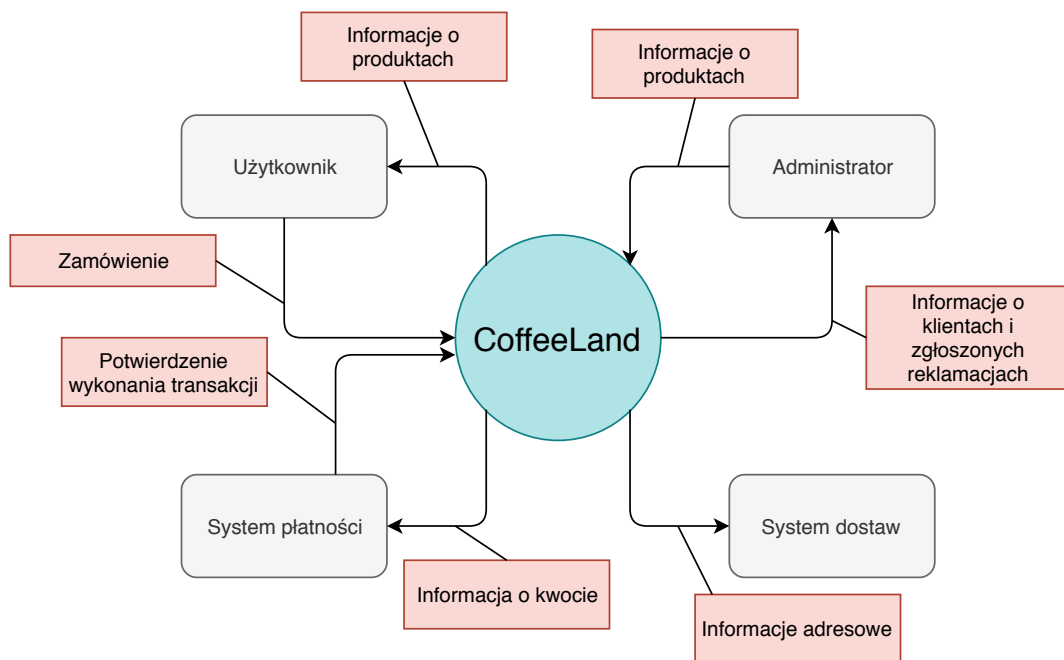 Informacje o
produktach
Informacje o
produktach
Użytkownik
Administrator
Zamówienie
CoffeeLand
Informacje o
klientach i
zgłoszonych
reklamacjach
Potwierdzenie
wykonania transakcji
System płatności
System dostaw
Informacja o kwocie
Informacje adresowe